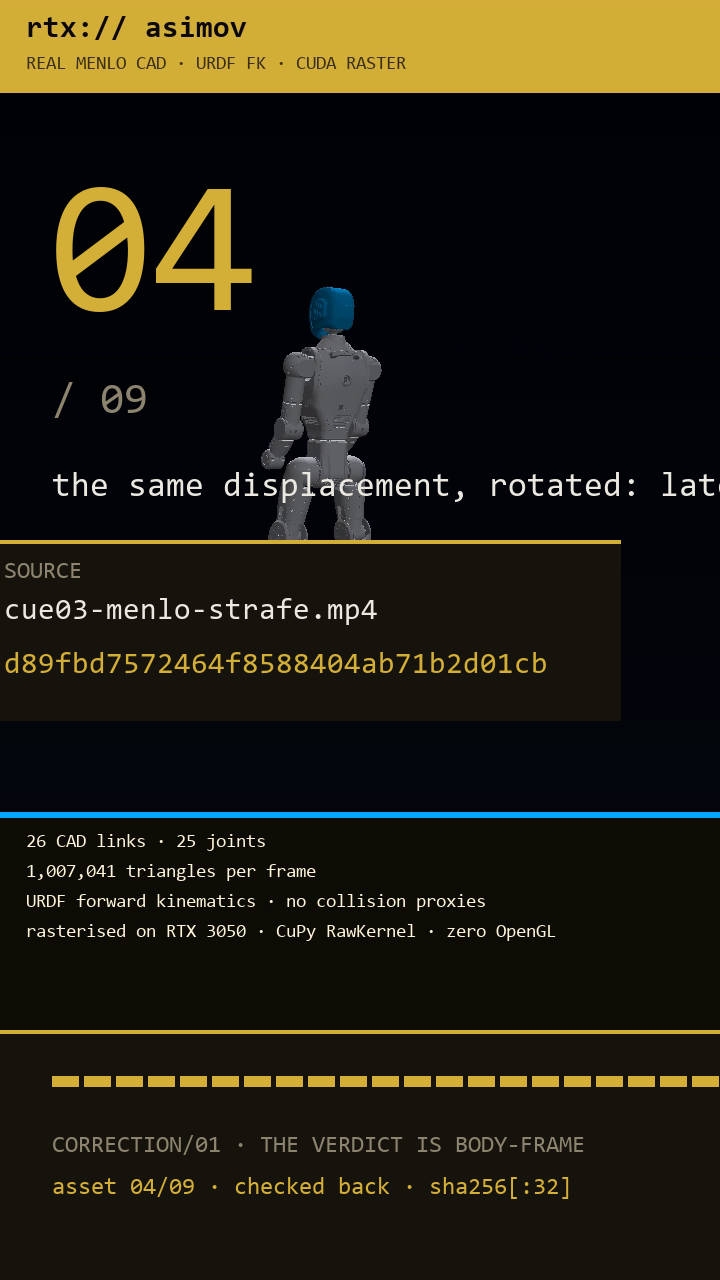 rtx:// asimov
REAL MENLO CAD · URDF FK · CUDA RASTER
04
/ 09
the same displacement, rotated: late
SOURCE
cue03-menlo-strafe.mp4
d89fbd7572464f8588404ab71b2d01cb
26 CAD links · 25 joints
1,007,041 triangles per frame
URDF forward kinematics · no collision proxies
rasterised on RTX 3050 · CuPy RawKernel · zero OpenGL
CORRECTION/01 · THE VERDICT IS BODY-FRAME
asset 04/09 · checked back · sha256[:32]